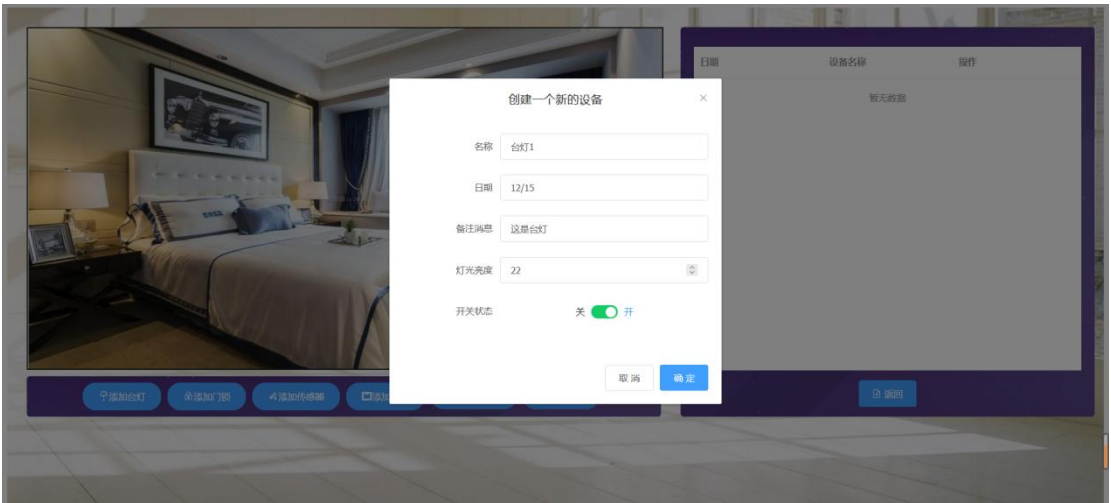 日期 设备名称 操作
暂无数据
创建一个新的设备
名称 台灯1
日期 12/15
备注消息 这是台灯
灯光亮度 22
开关状态 关 开
取消 确定
添加台灯 添加门锁 添加传感器
返回